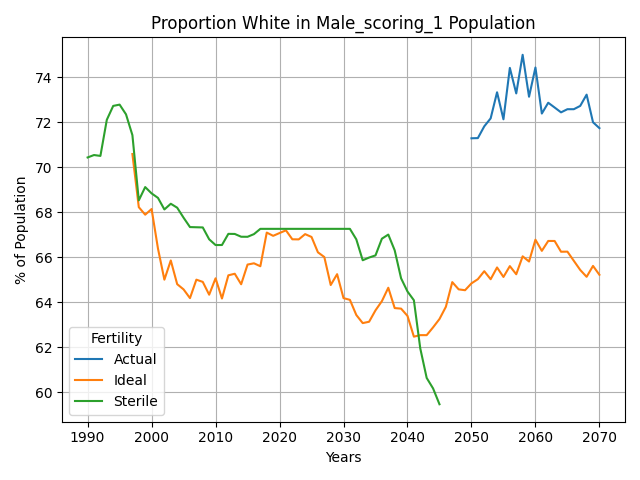 Proportion White in Male_scoring_1 Population
% of Population
74
72
70
68
66
64
62
60
Fertility
Actual
Ideal
Sterile
1990 2000 2010 2020 2030 2040 2050 2060 2070
Years